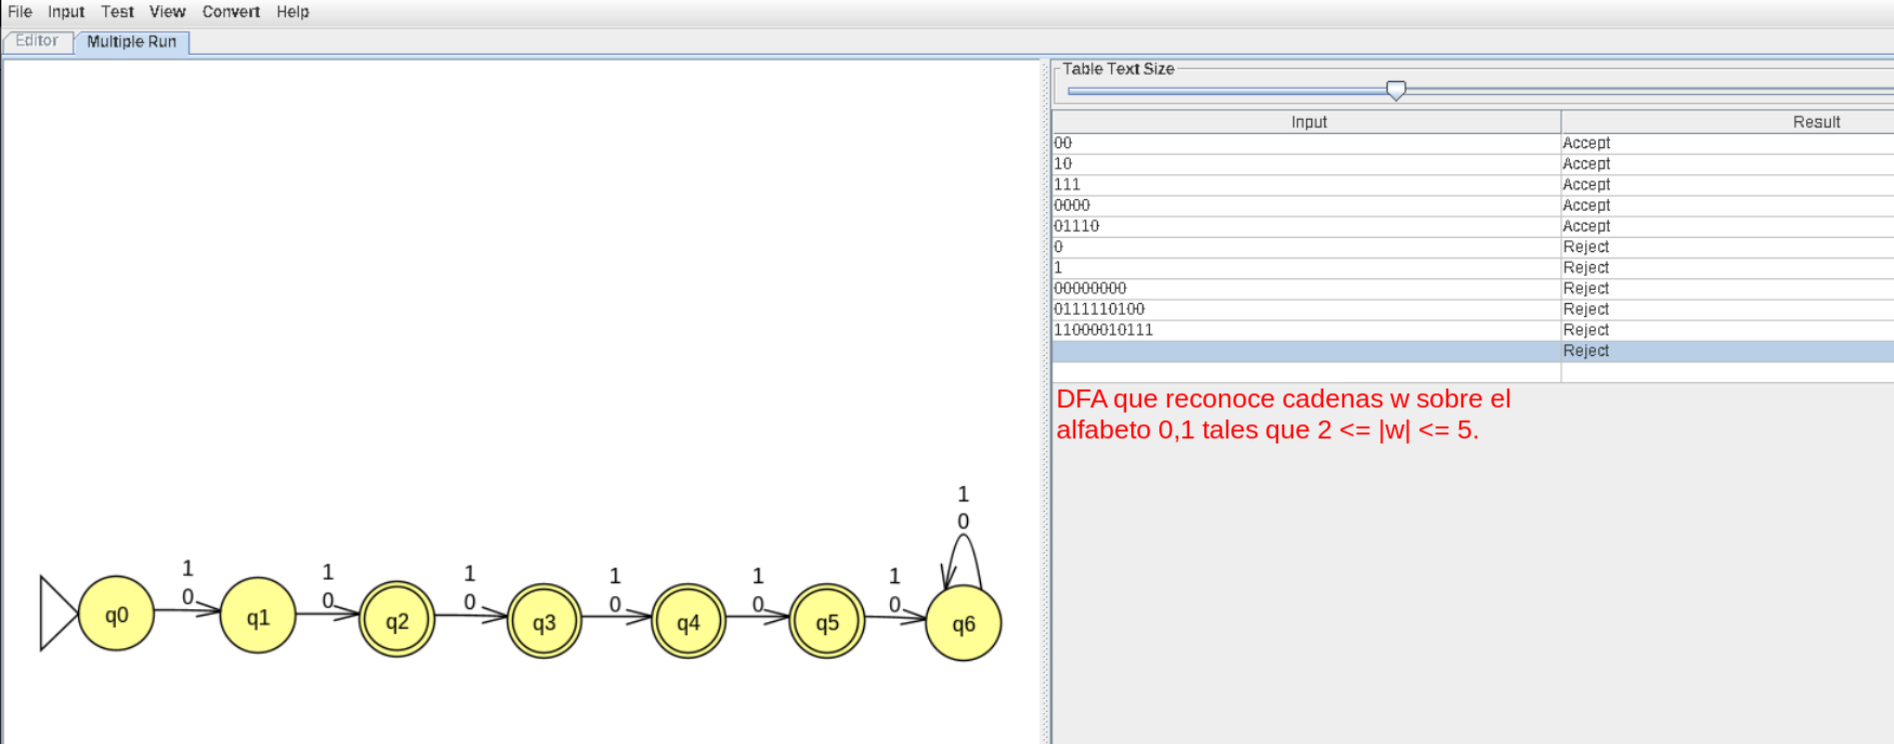 File Input Test View Convert Help
Editor Multiple Run
Table Text Size
Input Result
00 Accept
10 Accept
111 Accept
0000 Accept
01110 Accept
0 Reject
1 Reject
00000000 Reject
0111110100 Reject
11000010111 Reject
Reject
DFA que reconoce cadenas w sobre el
alfabeto 0,1 tales que 2 <= |w| <= 5.
1
0
1 1 1 1 1 1
0 0 0 0 0 0
q0 q1 q2 q3 q4 q5 q6